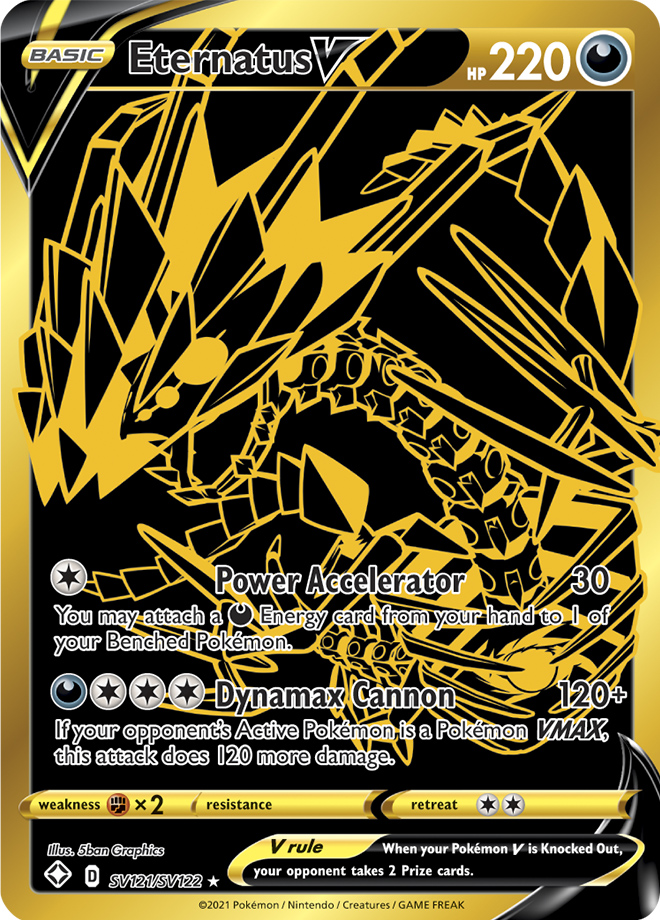 BASIC Eternatus V HP 220
Power Accelerator 30
You may attach a Energy card from your hand to 1 of
your Benched Pokémon.
Dynamax Cannon 120+
If your opponent's Active Pokémon is a Pokémon VMAX,
this attack does 120 more damage.
weakness ×2 resistance retreat
Illus. 5ban Graphics
V rule When your Pokémon V is Knocked Out,
your opponent takes 2 Prize cards.
D SV121/SV122 ★
©2021 Pokémon / Nintendo / Creatures / GAME FREAK